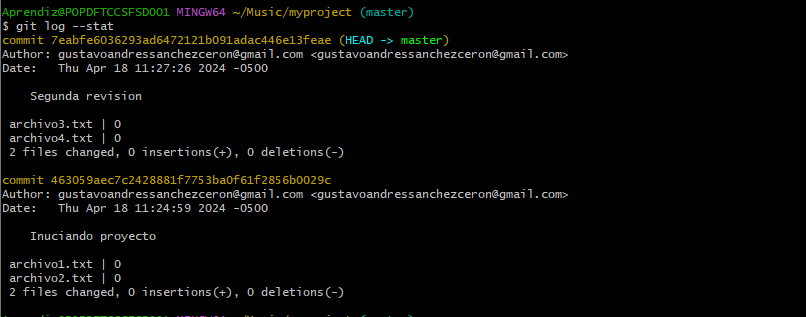 Aprendiz@POPDFTCCSFSD001 MINGW64 ~/Music/myproject (master)
$ git log --stat
commit 7eabfe6036293ad6472121b091adac446e13feae (HEAD -> master)
Author: gustavoandressanchezceron@gmail.com <gustavoandressanchezceron@gmail.com>
Date:   Thu Apr 18 11:27:26 2024 -0500
    Segunda revision
 archivo3.txt | 0
 archivo4.txt | 0
 2 files changed, 0 insertions(+), 0 deletions(-)
commit 463059aec7c2428881f7753ba0f61f2856b0029c
Author: gustavoandressanchezceron@gmail.com <gustavoandressanchezceron@gmail.com>
Date:   Thu Apr 18 11:24:59 2024 -0500
    Inuciando proyecto
 archivo1.txt | 0
 archivo2.txt | 0
 2 files changed, 0 insertions(+), 0 deletions(-)